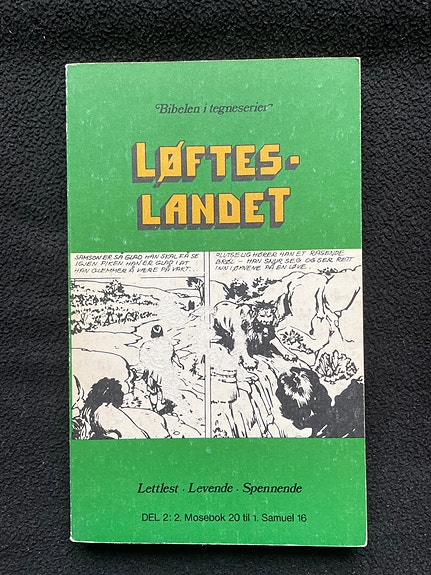 Bibelen i tegneserier
LØFTES-
LANDET
SAMSON ER SÅ GLAD HAN SKAL FÅ SE
IGJEN PIKEN HAN ER GLAD I AT
HAN GLEMMER Å VÆRE PÅ VAKT...
PLUTSELIG HØRER HAN ET RASENDE
BRØL – HAN SNUR SEG OG SER RETT
INN I ØYNENE PÅ EN LØVE...
Lettlest · Levende · Spennende
DEL 2: 2. Mosebok 20 til 1. Samuel 16